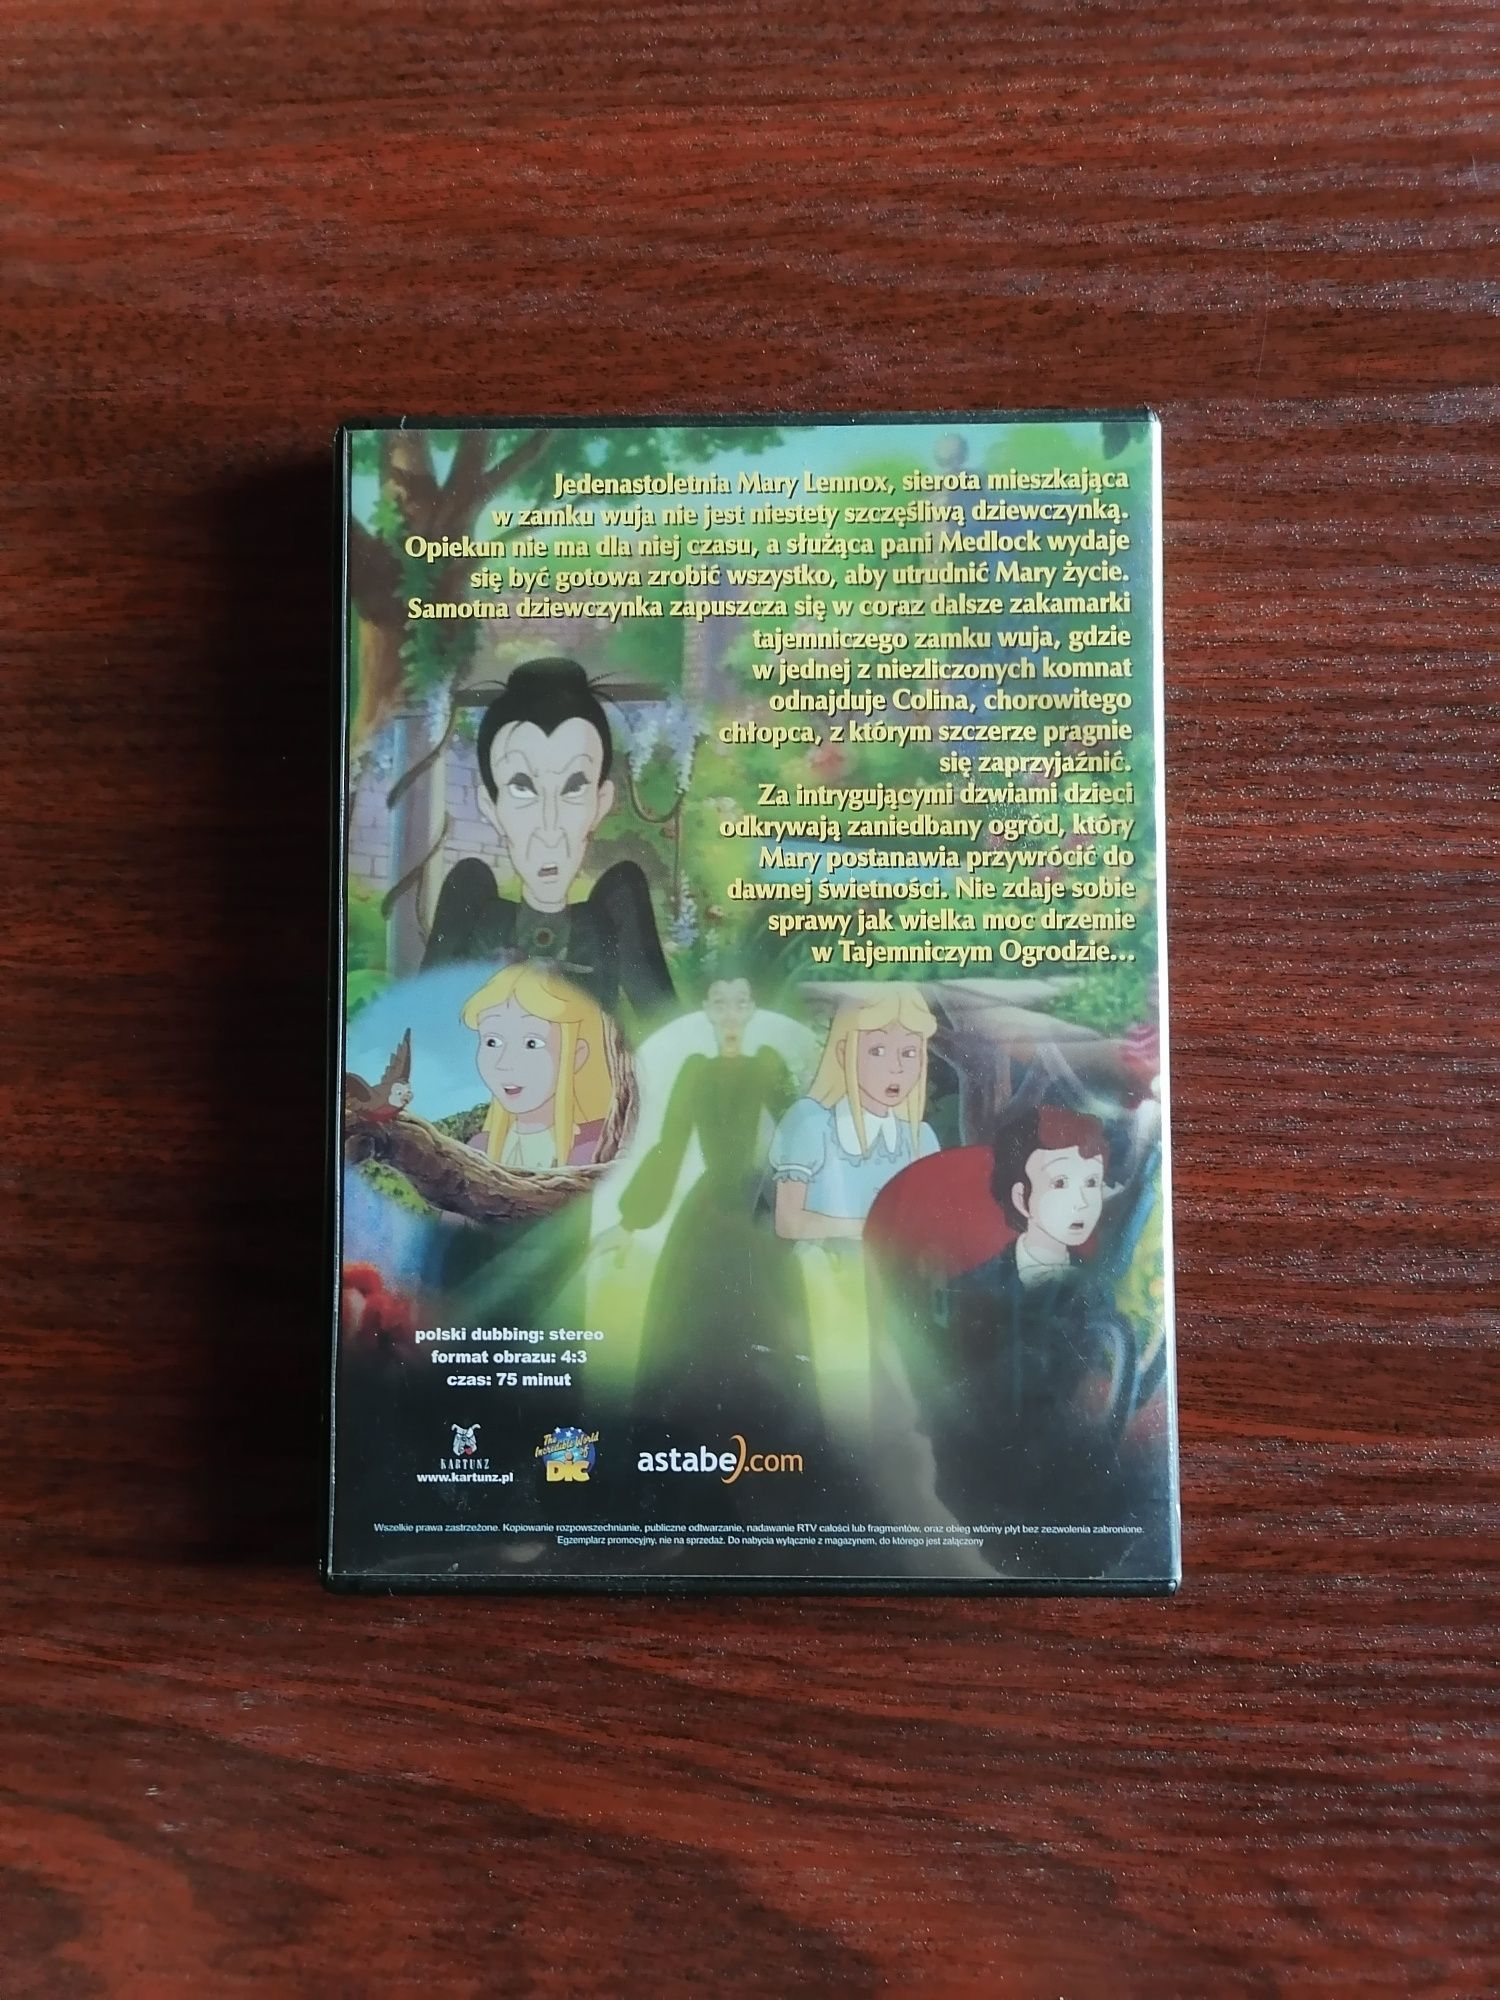 Jedenastoletnia Mary Lennox, sierota mieszkająca
w zamku wuja nie jest niestety szczęśliwą dziewczynką.
Opiekun nie ma dla niej czasu, a służąca pani Medlock wydaje
się być gotowa zrobić wszystko, aby utrudnić Mary życie.
Samotna dziewczynka zapuszcza się w coraz dalsze zakamarki
tajemniczego zamku wuja, gdzie
w jednej z niezliczonych komnat
odnajduje Colina, chorowitego
chłopca, z którym szczerze pragnie
się zaprzyjaźnić.
Za intrygującymi dzwiami dzieci
odkrywają zaniedbany ogród, który
Mary postanawia przywrócić do
dawnej świetności. Nie zdaje sobie
sprawy jak wielka moc drzemie
w Tajemniczym Ogrodzie...
polski dubbing: stereo
format obrazu: 4:3
czas: 75 minut
KARTUNZ
www.kartunz.pl
The
Incredible World
of
DIC
astabe).com
Wszelkie prawa zastrzeżone. Kopiowanie rozpowszechnianie, publiczne odtwarzanie, nadawanie RTV całości lub fragmentów, oraz obieg wtórny płyt bez zezwolenia zabronione.
Egzemplarz promocyjny, nie na sprzedaż. Do nabycia wyłącznie z magazynem, do którego jest załączony